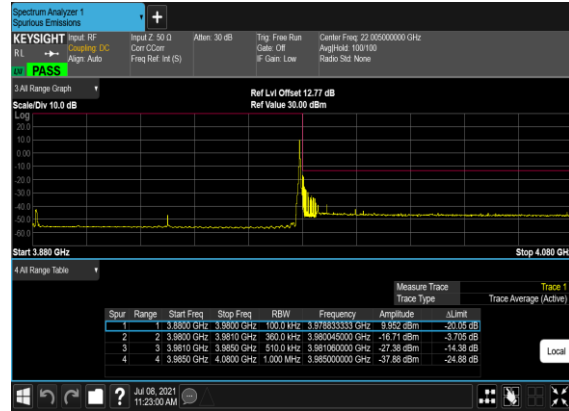 Spectrum Analyzer 1
Spurious Emissions
+
KEYSIGHT Input: RF Input Z: 50 Ω Atten: 30 dB Trig: Free Run Center Freq: 22.005000000 GHz
RL Coupling: DC Corr CCorr Gate: Off Avg|Hold: 100/100
Align: Auto Freq Ref: Int (S) IF Gain: Low Radio Std: None
LM PASS
3 All Range Graph
Ref Lvl Offset 12.77 dB
Scale/Div 10.0 dB Ref Value 30.00 dBm
Log
20.0
10.0
0.00
-10.0
-20.0
-30.0
-40.0
-50.0
-60.0
Start 3.880 GHz Stop 4.080 GHz
4 All Range Table
Measure Trace Trace 1
Trace Type Trace Average (Active)
Spur Range Start Freq Stop Freq RBW Frequency Amplitude ΔLimit
1 1 3.8800 GHz 3.9800 GHz 100.0 kHz 3.978833333 GHz 9.952 dBm -20.05 dB
2 2 3.9800 GHz 3.9810 GHz 360.0 kHz 3.980045000 GHz -16.71 dBm -3.705 dB
3 3 3.9810 GHz 3.9850 GHz 510.0 kHz 3.981060000 GHz -27.38 dBm -14.38 dB
4 4 3.9850 GHz 4.0800 GHz 1.000 MHz 3.985000000 GHz -37.88 dBm -24.88 dB
Local
? Jul 08, 2021
11:23:00 AM